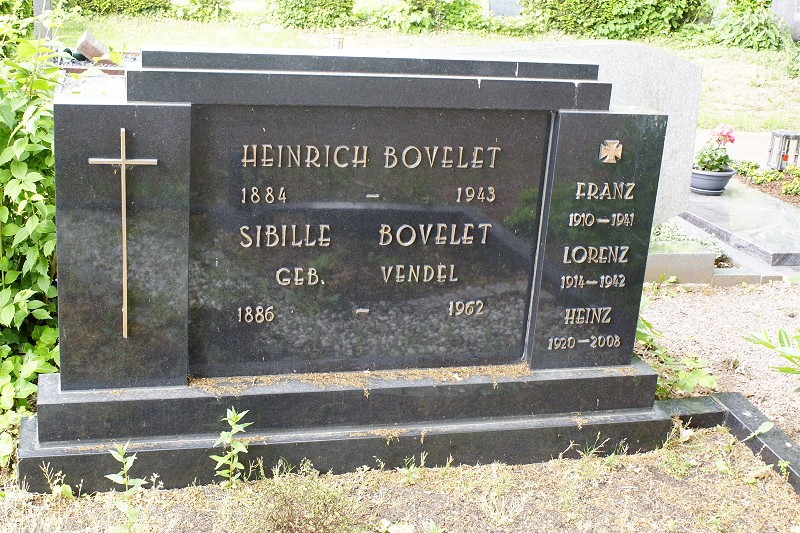 HEINRICH BOVELET
1884 – 1943
SIBILLE BOVELET
GEB. VENDEL
1886 – 1962
FRANZ
1910–1941
LORENZ
1914–1942
HEINZ
1920–2008